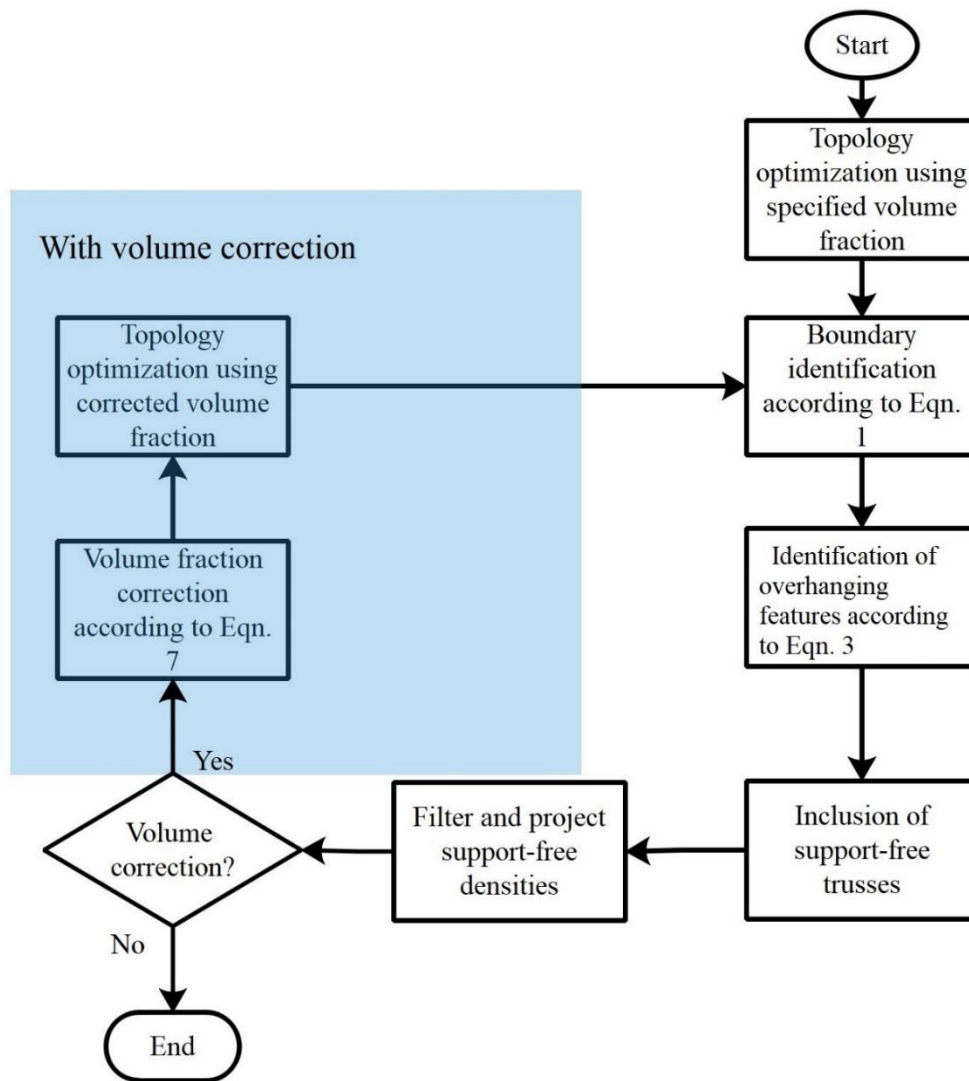 Start
Topology
optimization using
specified volume
fraction
With volume correction
Topology
optimization using
corrected volume
fraction
Boundary
identification
according to Eqn.
1
Volume fraction
correction
according to Eqn.
7
Identification of
overhanging
features according
to Eqn. 3
Yes
Volume
correction?
Filter and project
support-free
densities
Inclusion of
support-free
trusses
No
End